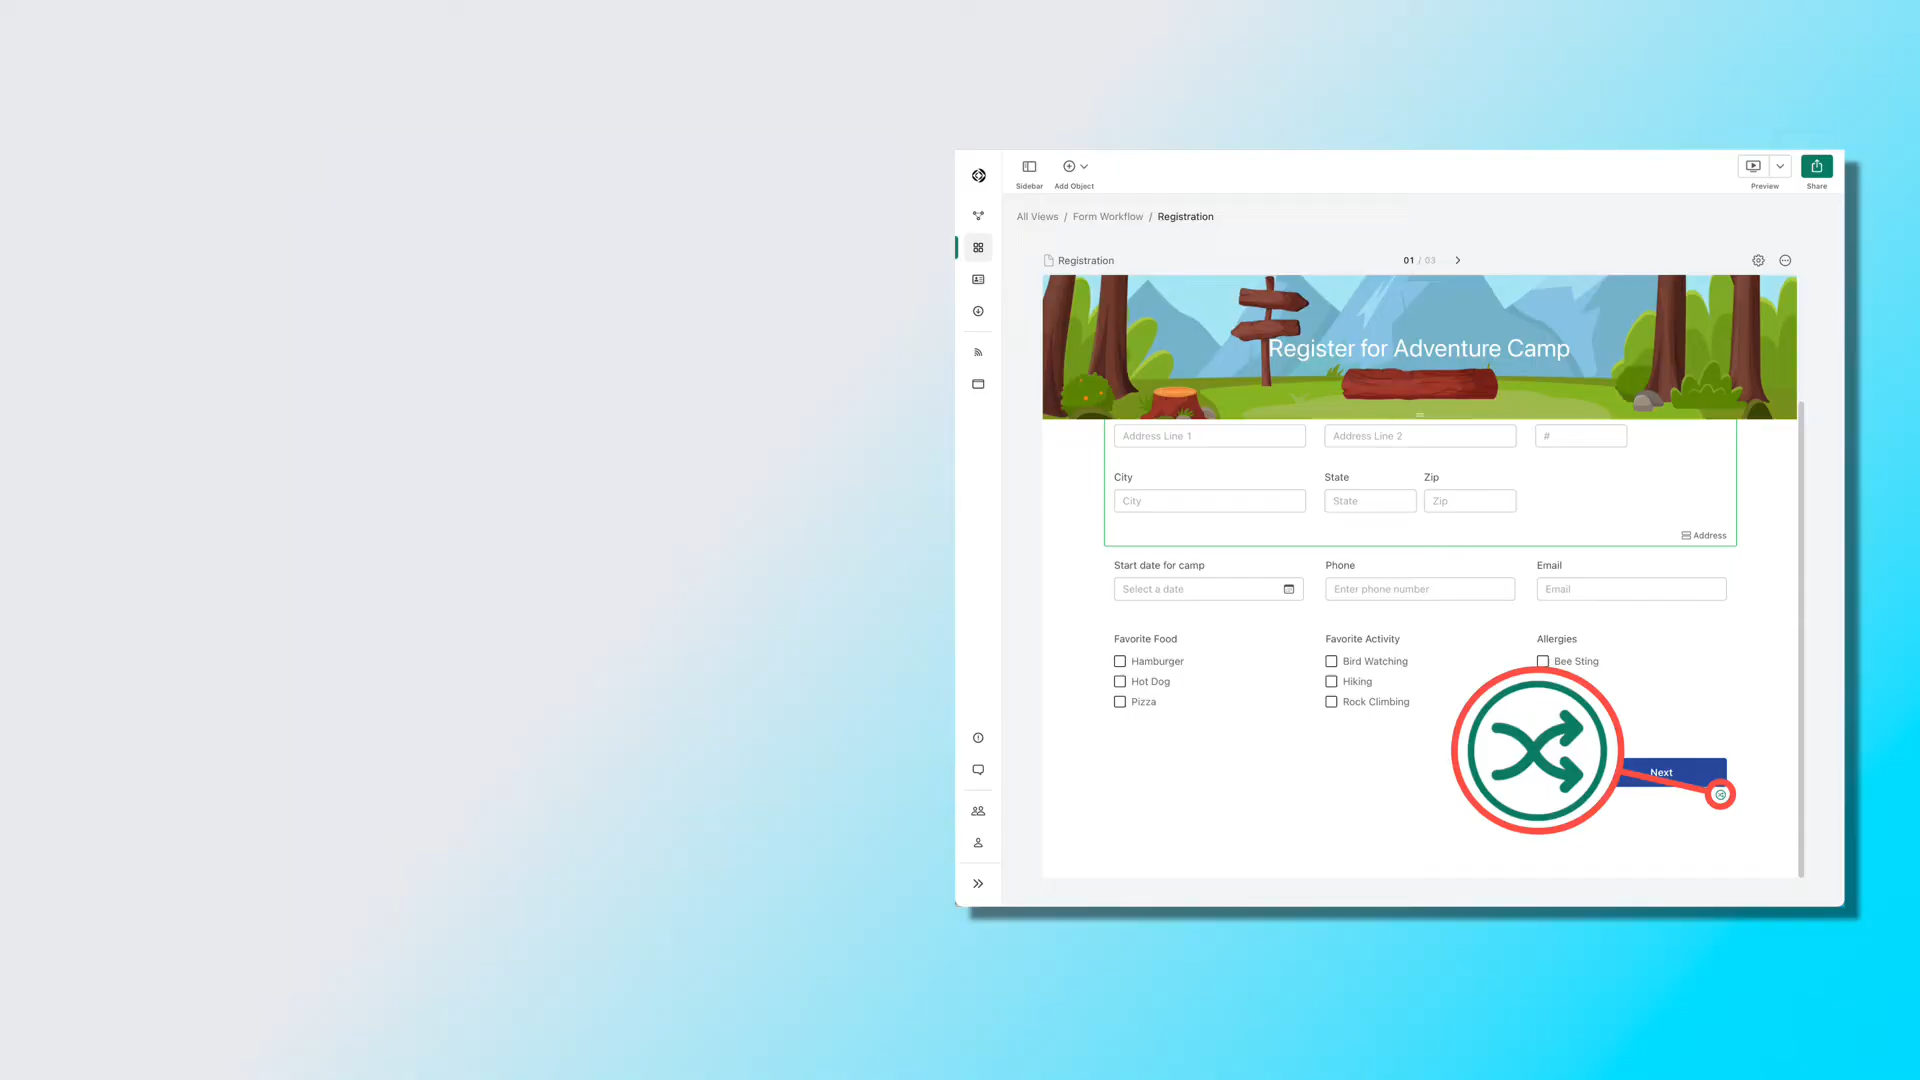 Sidebar
Add Object
Preview
Share
All Views / Form Workflow / Registration
Registration
01 / 03
Register for Adventure Camp
Address Line 1
Address Line 2
#
City
State
Zip
City
State
Zip
Address
Start date for camp
Phone
Email
Select a date
Enter phone number
Email
Favorite Food
Favorite Activity
Allergies
Hamburger
Bird Watching
Bee Sting
Hot Dog
Hiking
Pizza
Rock Climbing
Next